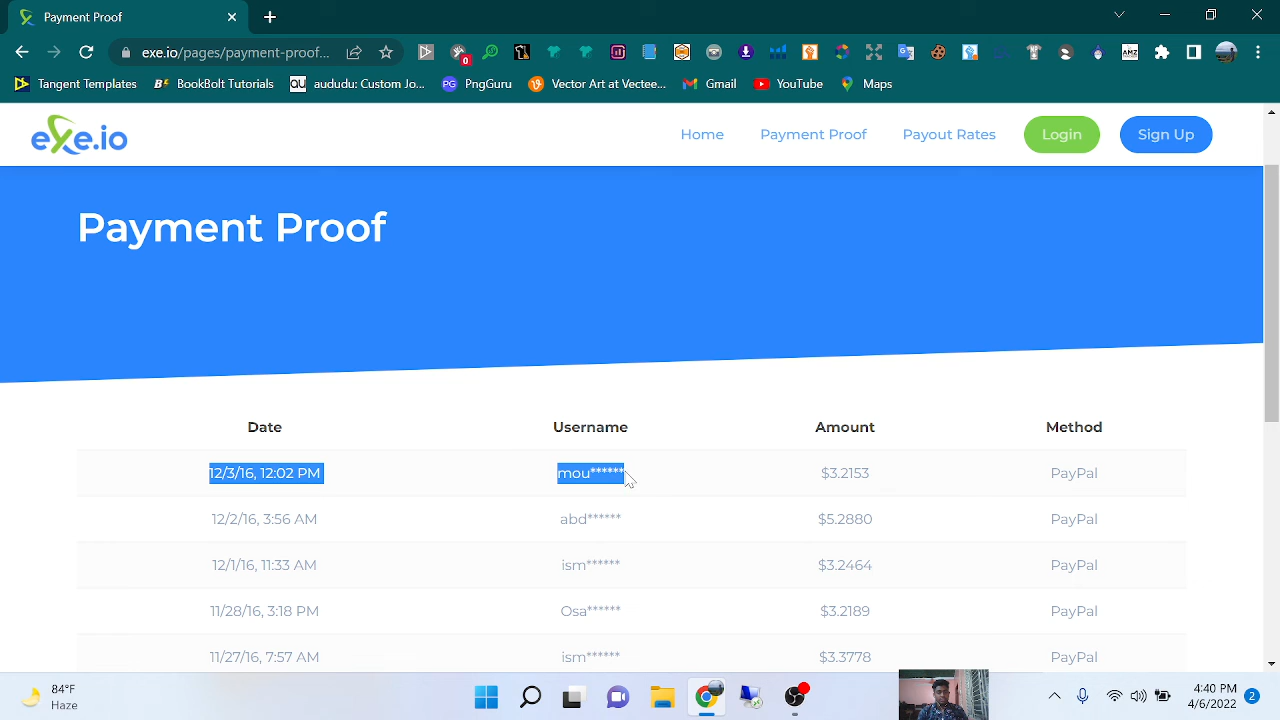 Payment Proof
exe.io/pages/payment-proof...
0
Tangent Templates
BookBolt Tutorials
aududu: Custom Jo...
PG
PngGuru
Vector Art at Vectee...
Gmail
YouTube
Maps
exe.io
Home
Payment Proof
Payout Rates
Login
Sign Up
Payment Proof
Date Username Amount Method
12/3/16, 12:02 PM mou****** $3.2153 PayPal
12/2/16, 3:56 AM abd****** $5.2880 PayPal
12/1/16, 11:33 AM ism****** $3.2464 PayPal
11/28/16, 3:18 PM Osa****** $3.2189 PayPal
11/27/16, 7:57 AM ism****** $3.3778 PayPal
84°F
Haze
4:40 PM
4/6/2022
2